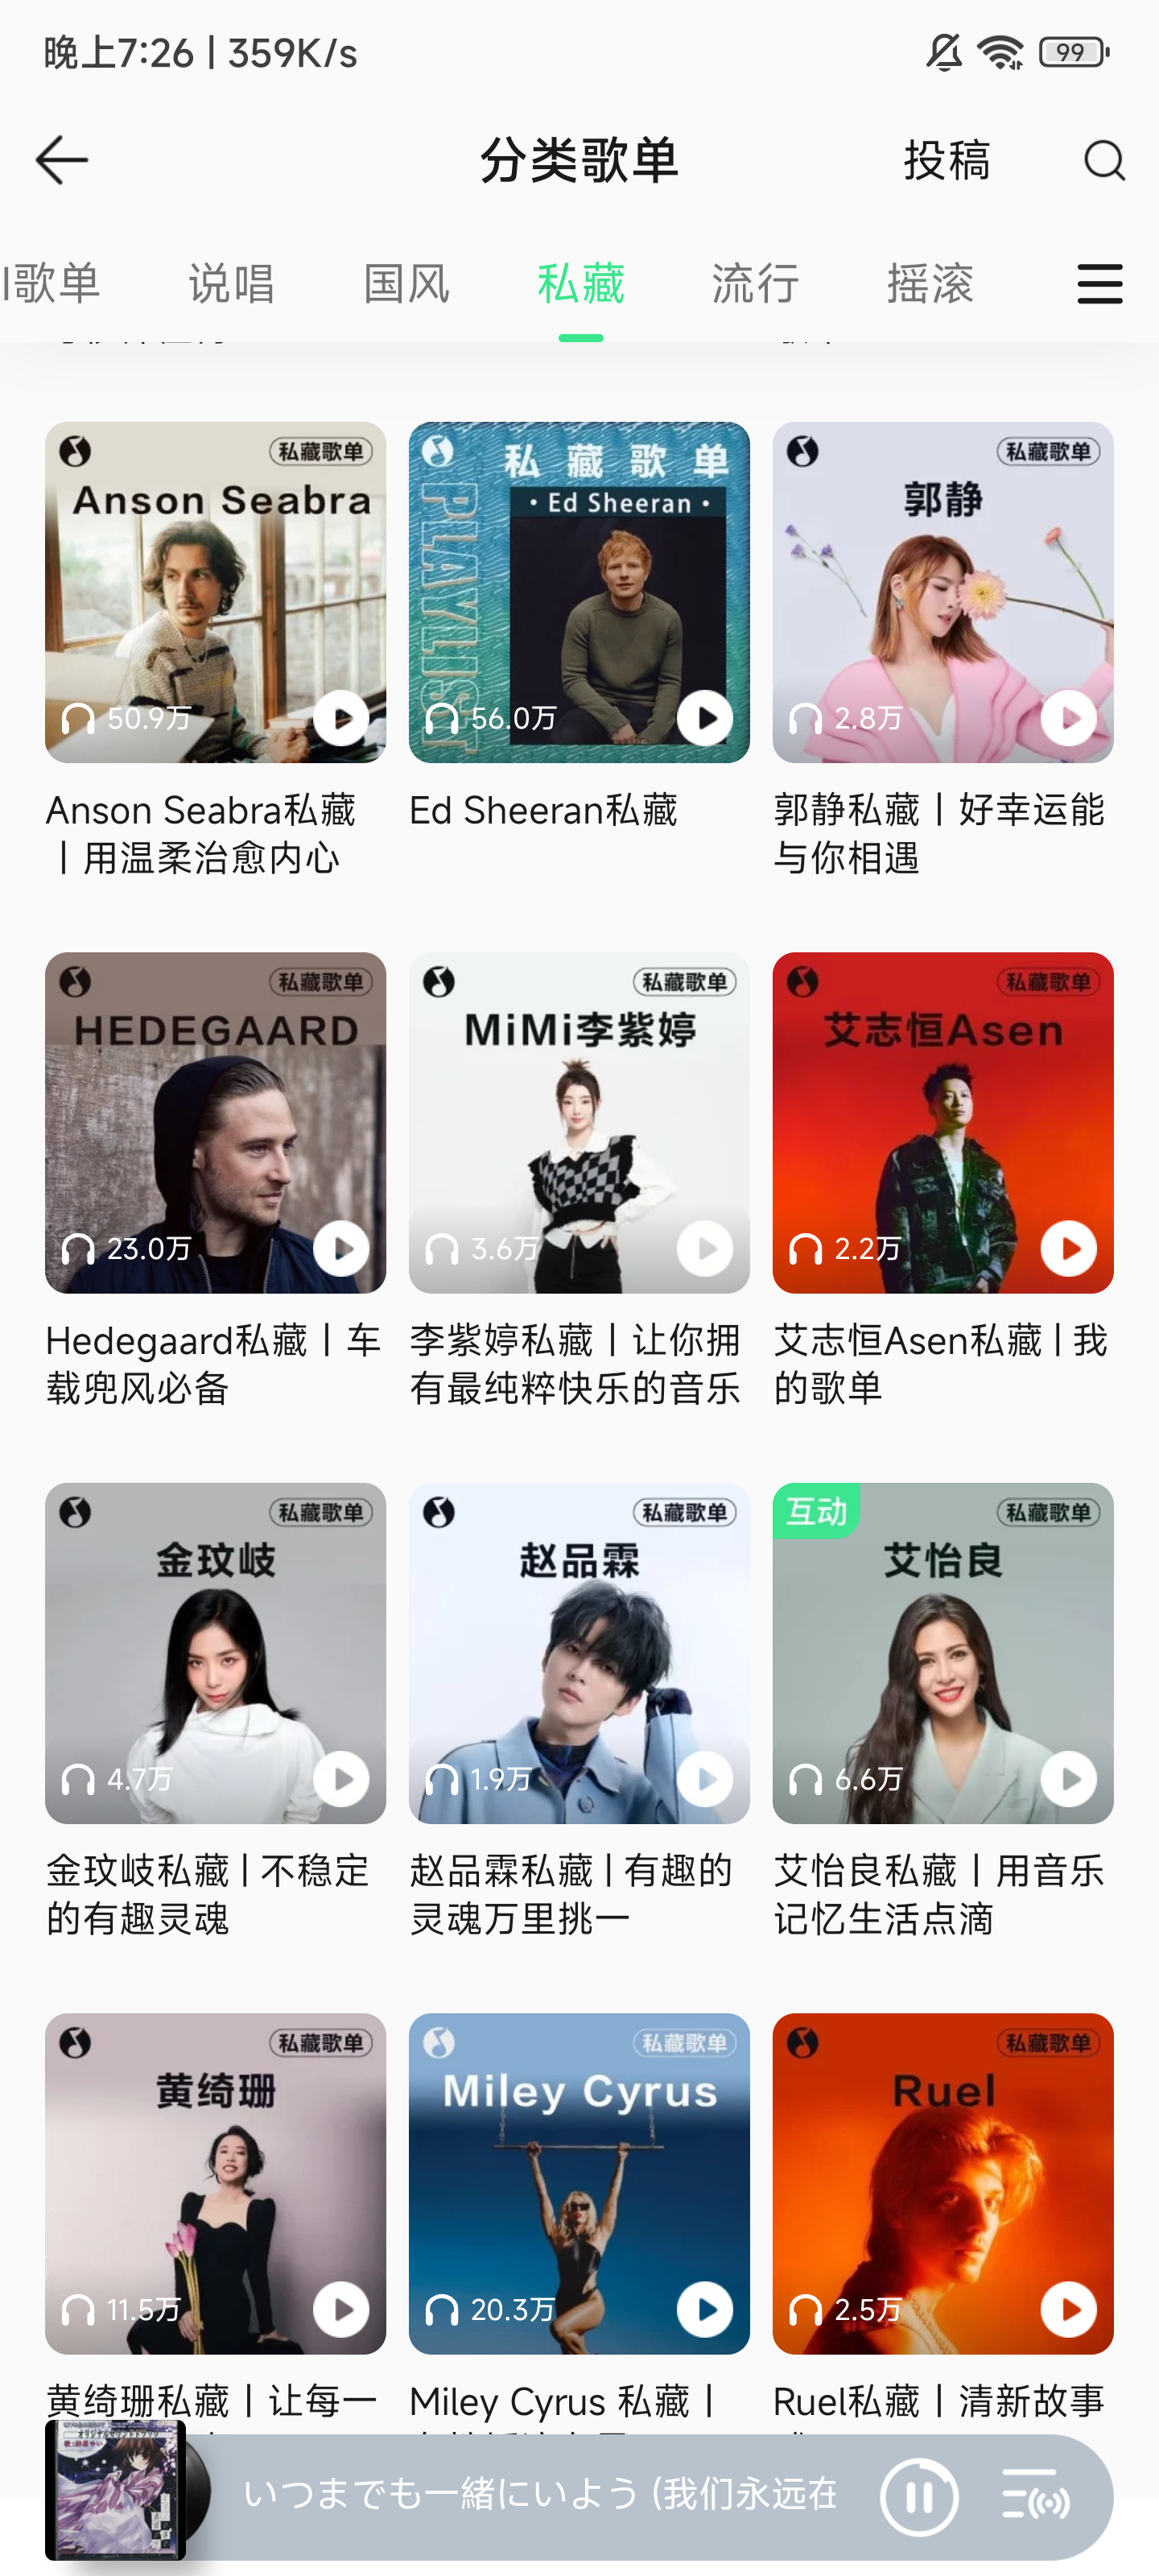 晚上7:26 | 359K/s
99
分类歌单
投稿
歌单
说唱
国风
私藏
流行
摇滚
私藏歌单
Anson Seabra
50.9万
Anson Seabra私藏
丨用温柔治愈内心
私藏歌单
PLAYLIST
• Ed Sheeran •
56.0万
Ed Sheeran私藏
私藏歌单
郭静
2.8万
郭静私藏丨好幸运能
与你相遇
私藏歌单
HEDEGAARD
23.0万
Hedegaard私藏丨车
载兜风必备
私藏歌单
MiMi李紫婷
3.6万
李紫婷私藏丨让你拥
有最纯粹快乐的音乐
私藏歌单
艾志恒Asen
2.2万
艾志恒Asen私藏 | 我
的歌单
私藏歌单
金玟岐
4.7万
金玟岐私藏 | 不稳定
的有趣灵魂
私藏歌单
赵品霖
1.9万
赵品霖私藏 | 有趣的
灵魂万里挑一
互动
私藏歌单
艾怡良
6.6万
艾怡良私藏丨用音乐
记忆生活点滴
私藏歌单
黄绮珊
11.5万
黄绮珊私藏丨让每一
私藏歌单
Miley Cyrus
20.3万
Miley Cyrus 私藏丨
私藏歌单
Ruel
2.5万
Ruel私藏丨清新故事
いつまでも一緒にいよう (我们永远在